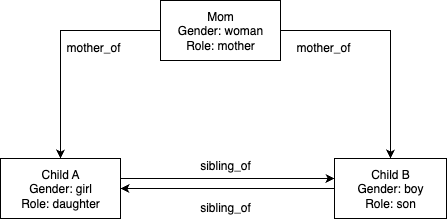 Mom
Gender: woman
Role: mother
mother_of
mother_of
sibling_of
Child A
Gender: girl
Role: daughter
Child B
Gender: boy
Role: son
sibling_of